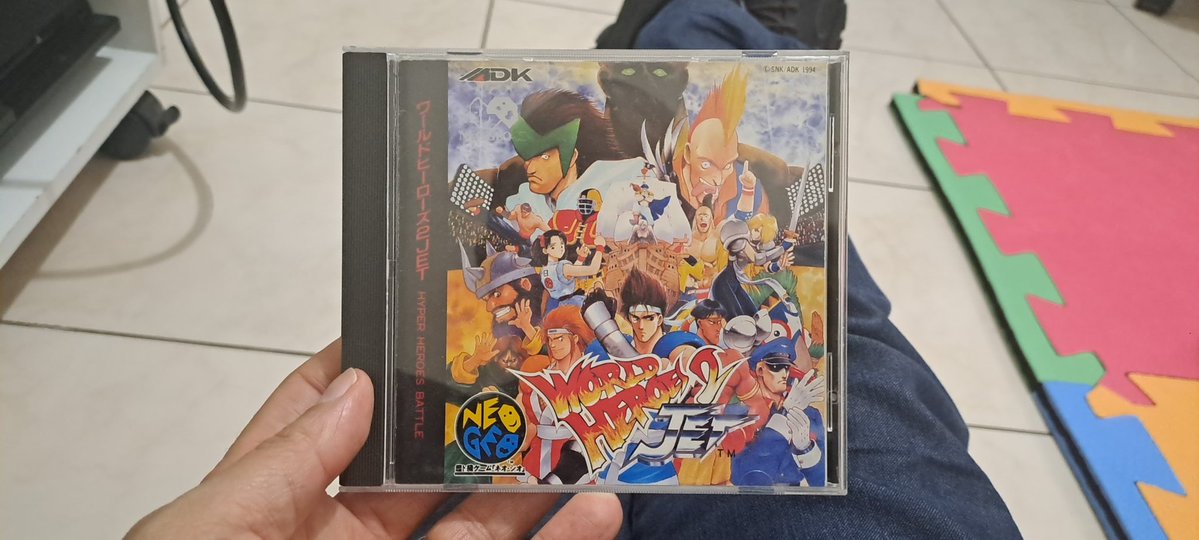 ADK
© SNK/ADK 1994
ワールドヒーローズ2JET HYPER HEROES BATTLE
WORLD
HEROES 2
JET
TM
NEO
GEO